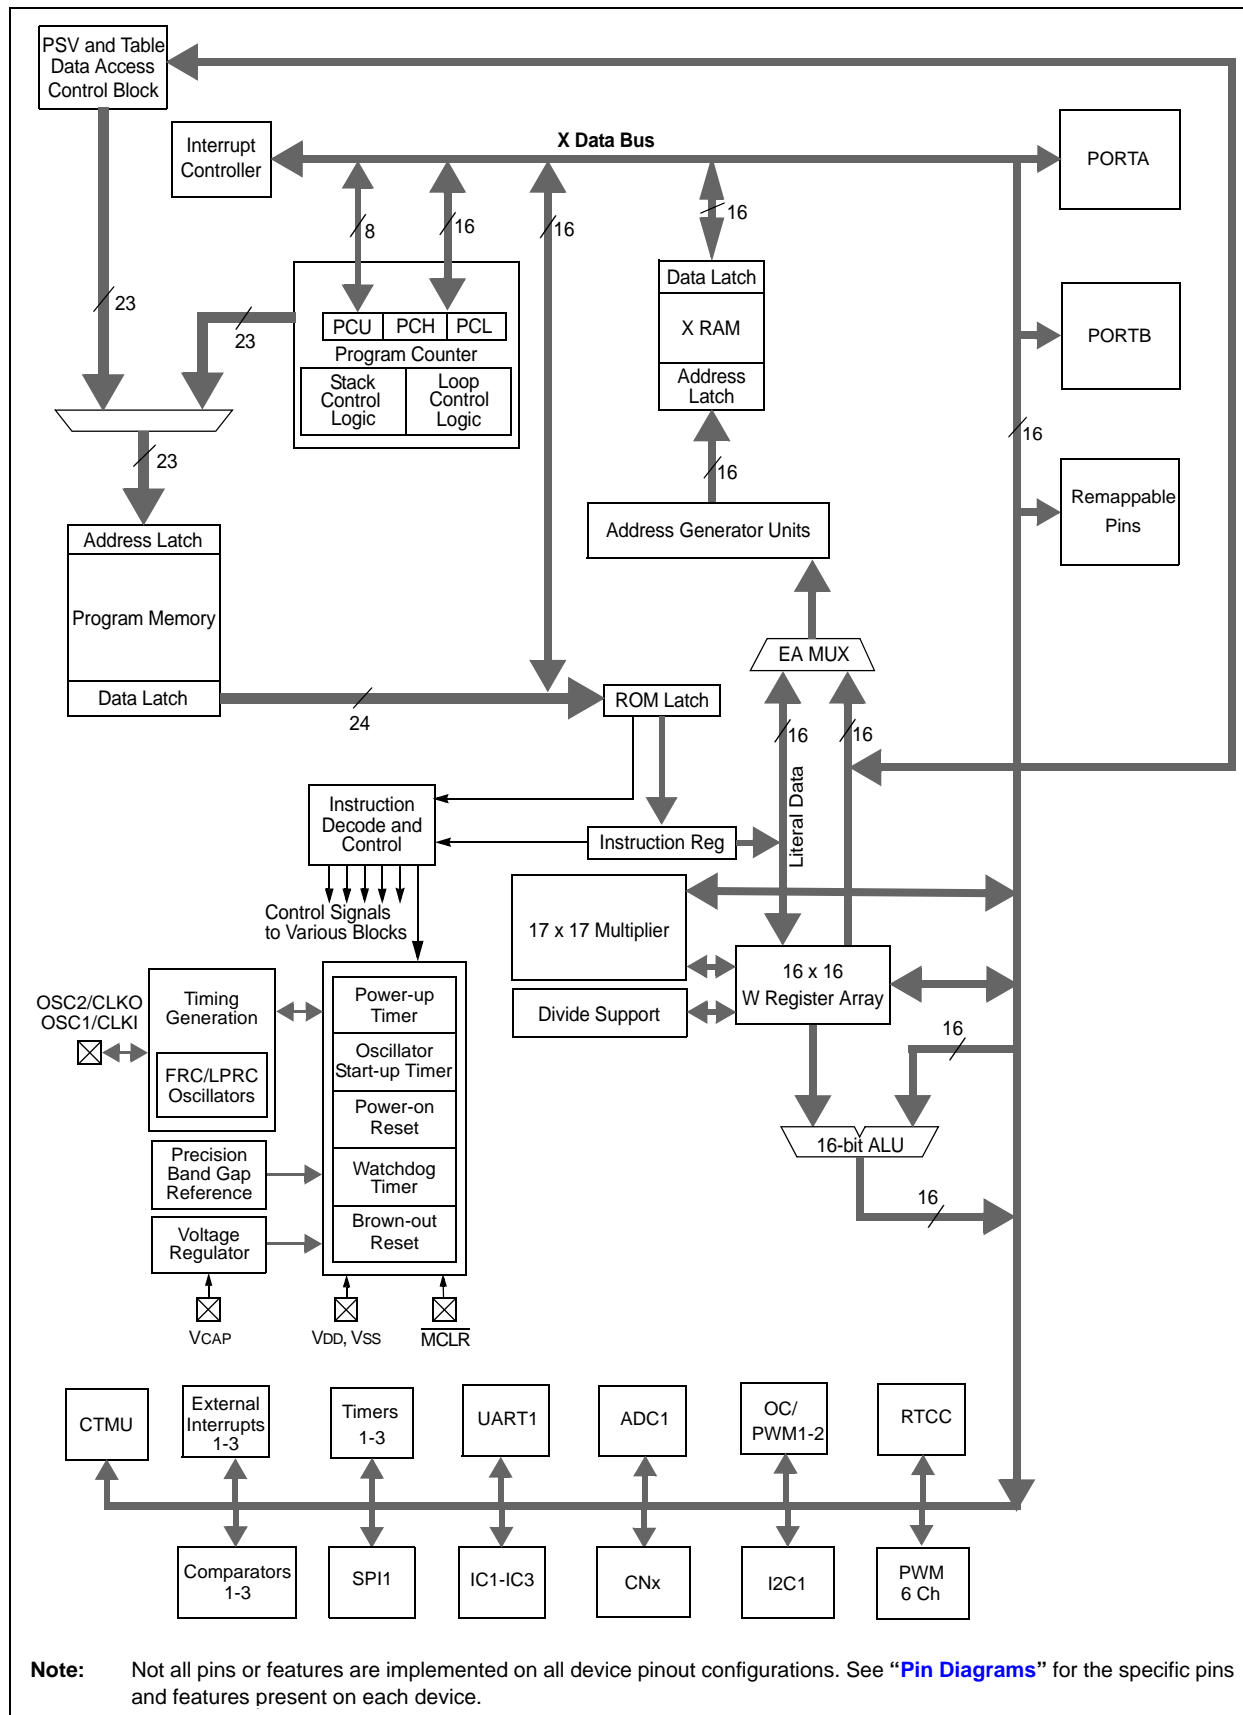 PSV and Table
Data Access
Control Block
Interrupt
Controller
X Data Bus
PORTA
8
16
16
16
Data Latch
X RAM
Address
Latch
23
23
PCU
PCH
PCL
Program Counter
Stack
Control
Logic
Loop
Control
Logic
PORTB
23
16
16
Address Latch
Program Memory
Data Latch
Address Generator Units
Remappable
Pins
EA MUX
24
ROM Latch
16
16
Literal Data
Instruction
Decode and
Control
Instruction Reg
Control Signals
to Various Blocks
17 x 17 Multiplier
16 x 16
W Register Array
Divide Support
OSC2/CLKO
OSC1/CLKI
Timing
Generation
FRC/LPRC
Oscillators
Power-up
Timer
Oscillator
Start-up Timer
Power-on
Reset
Watchdog
Timer
Brown-out
Reset
16
16-bit ALU
16
Precision
Band Gap
Reference
Voltage
Regulator
VCAP
VDD, VSS
MCLR
CTMU
External
Interrupts
1-3
Timers
1-3
UART1
ADC1
OC/
PWM1-2
RTCC
Comparators
1-3
SPI1
IC1-IC3
CNx
I2C1
PWM
6 Ch
Note: Not all pins or features are implemented on all device pinout configurations. See “Pin Diagrams” for the specific pins
and features present on each device.